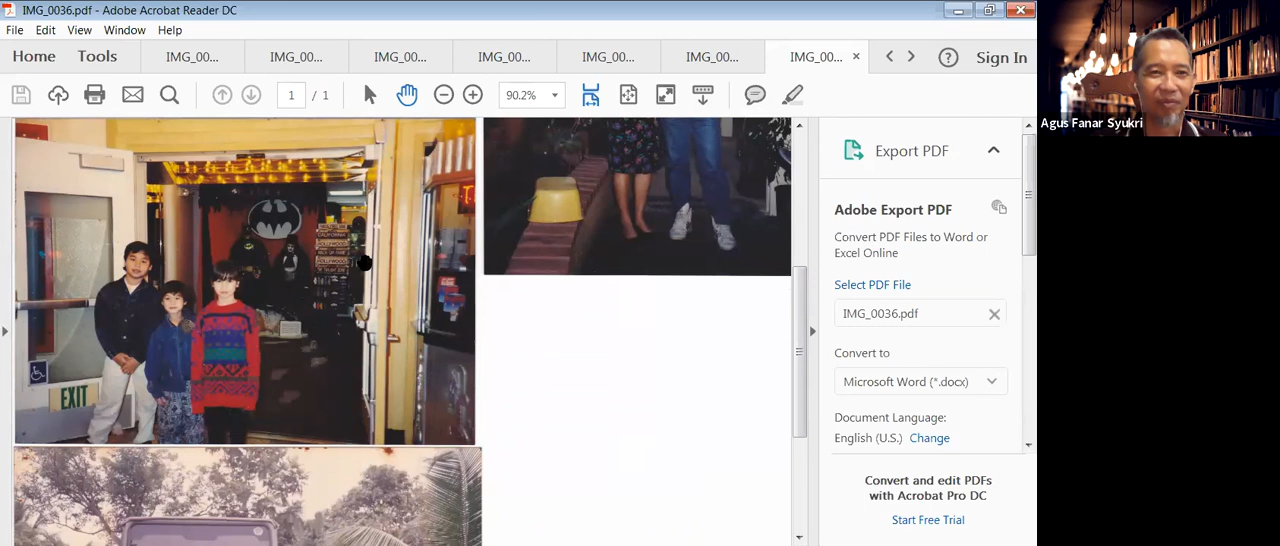 IMG_0036.pdf - Adobe Acrobat Reader DC
File Edit View Window Help
Home Tools IMG_00... IMG_00... IMG_00... IMG_00... IMG_00... IMG_00... IMG_00... × Sign In
1 / 1 90.2%
Agus Fanar Syukri
Export PDF
Adobe Export PDF
Convert PDF Files to Word or
Excel Online
Select PDF File
IMG_0036.pdf
Convert to
Microsoft Word (*.docx)
Document Language:
English (U.S.) Change
Convert and edit PDFs
with Acrobat Pro DC
Start Free Trial
CALIFORNIA
HOLLYWOOD
HOLLYWOOD
EXIT